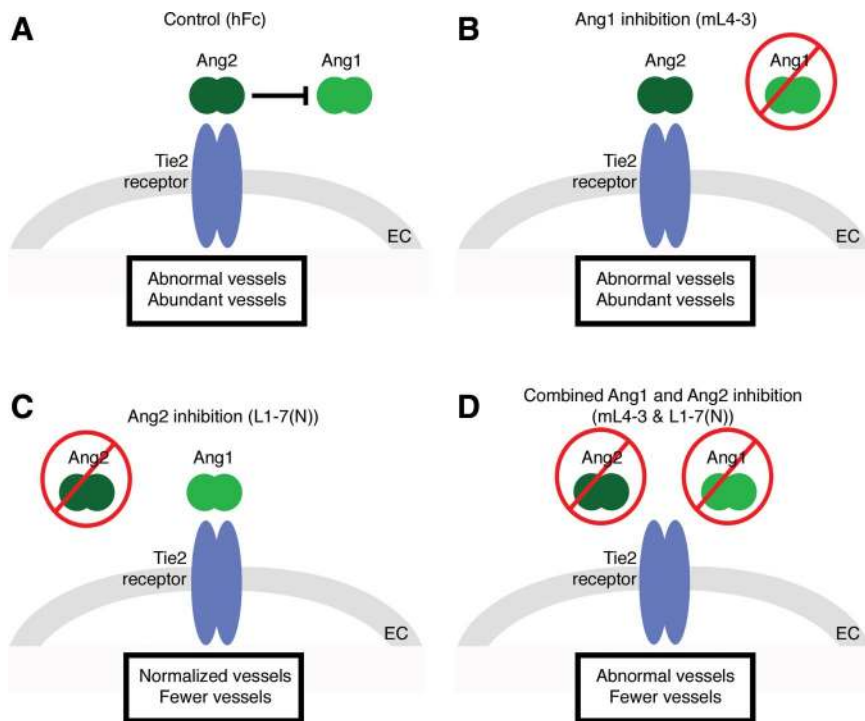 A
Control (hFc)
Ang2
Ang1
Tie2
receptor
EC
Abnormal vessels
Abundant vessels
B
Ang1 inhibition (mL4-3)
Ang2
Ang1
Tie2
receptor
EC
Abnormal vessels
Abundant vessels
C
Ang2 inhibition (L1-7(N))
Ang2
Ang1
Tie2
receptor
EC
Normalized vessels
Fewer vessels
D
Combined Ang1 and Ang2 inhibition
(mL4-3 & L1-7(N))
Ang2
Ang1
Tie2
receptor
EC
Abnormal vessels
Fewer vessels